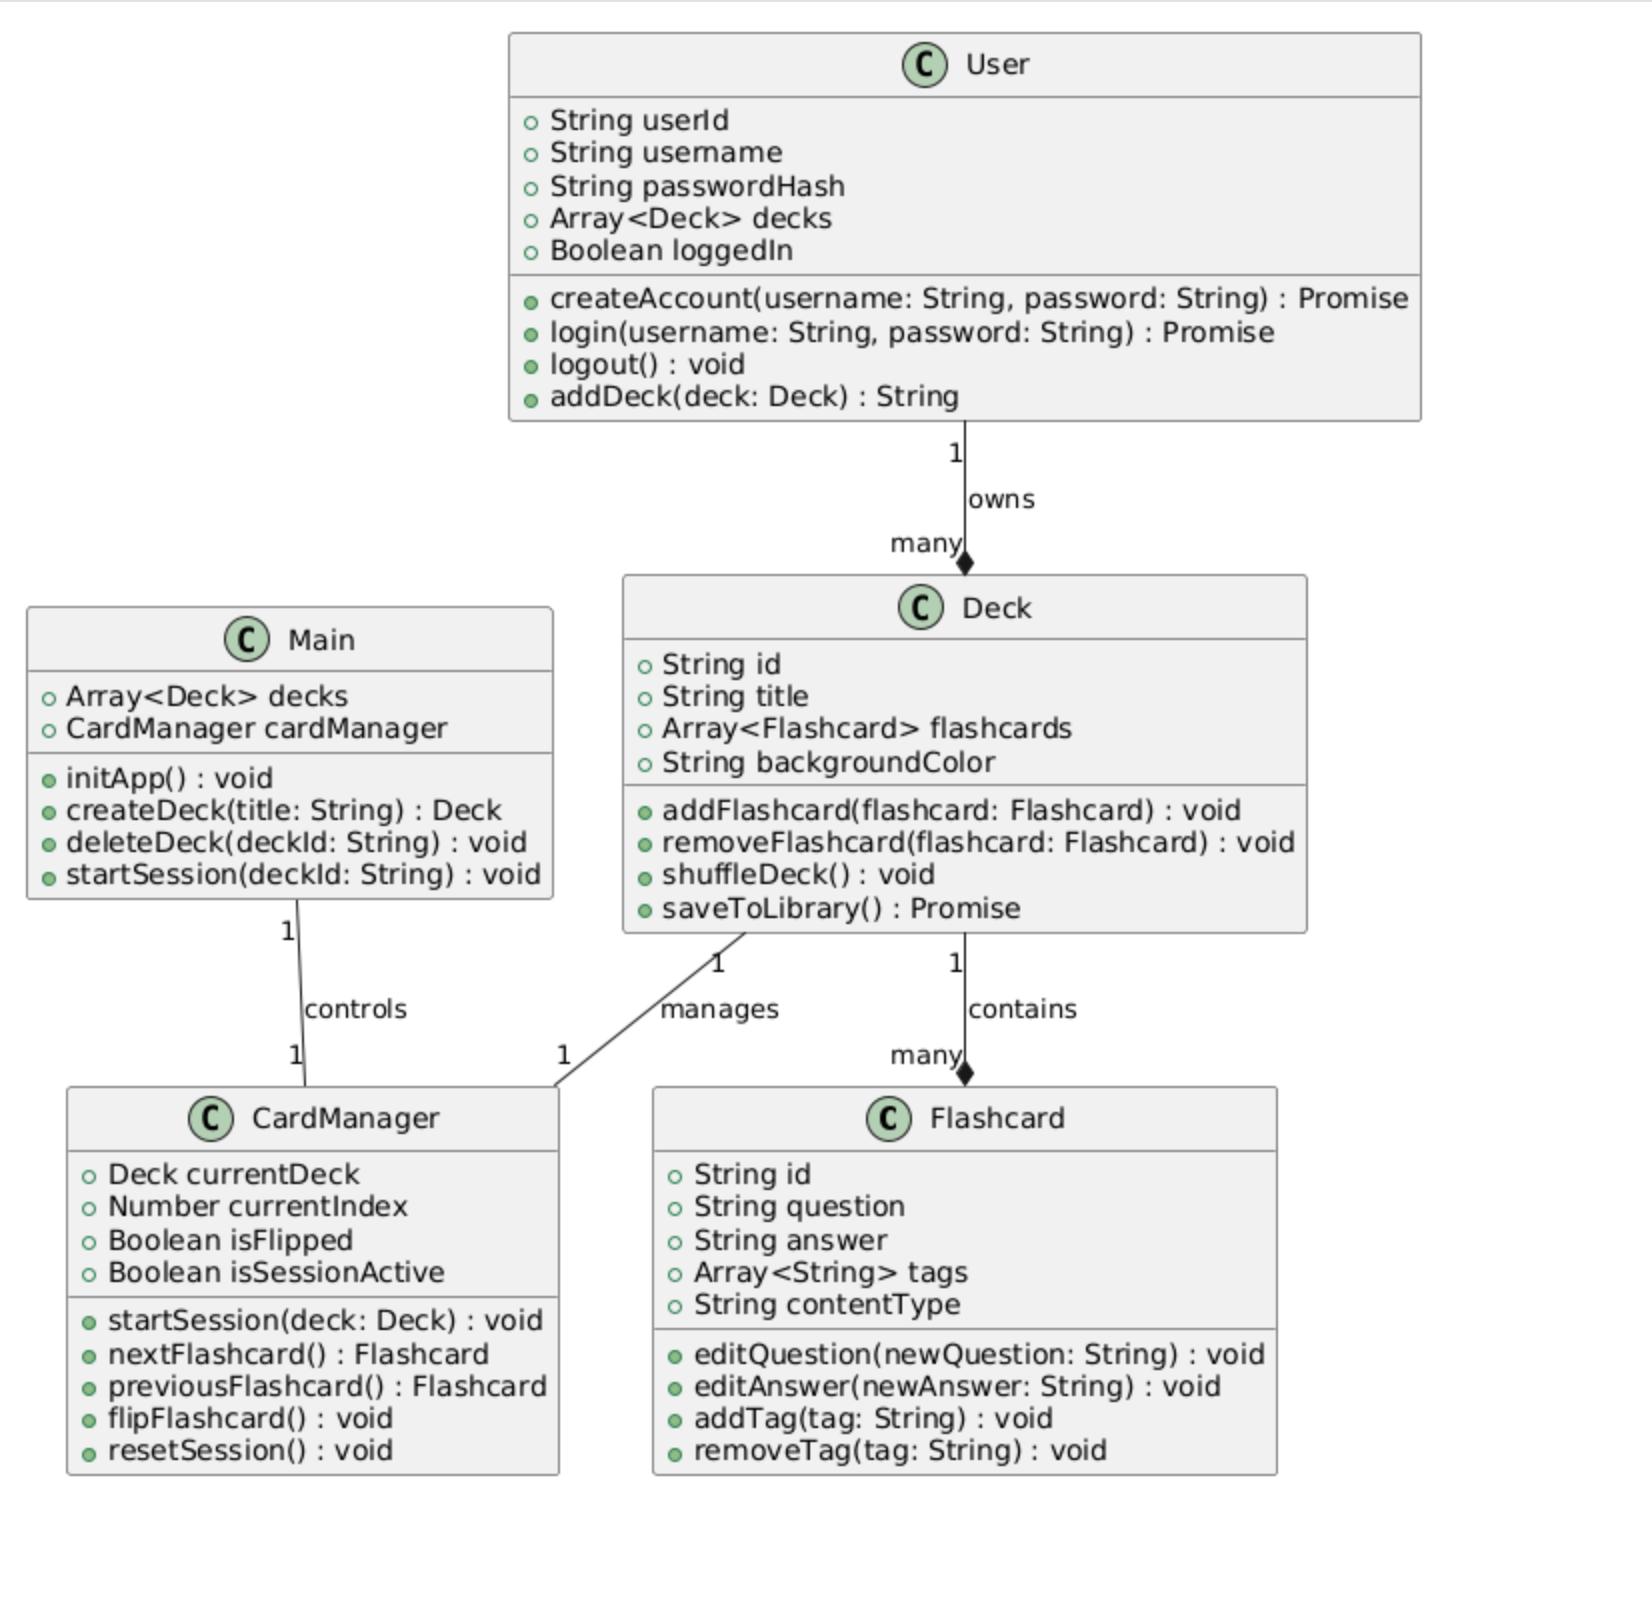 C User
String userId
String username
String passwordHash
Array<Deck> decks
Boolean loggedIn
createAccount(username: String, password: String) : Promise
login(username: String, password: String) : Promise
logout() : void
addDeck(deck: Deck) : String
1
owns
many
C Main
Array<Deck> decks
CardManager cardManager
initApp() : void
createDeck(title: String) : Deck
deleteDeck(deckId: String) : void
startSession(deckId: String) : void
C Deck
String id
String title
Array<Flashcard> flashcards
String backgroundColor
addFlashcard(flashcard: Flashcard) : void
removeFlashcard(flashcard: Flashcard) : void
shuffleDeck() : void
saveToLibrary() : Promise
1
controls
1
1
manages
1
1
contains
many
C CardManager
Deck currentDeck
Number currentIndex
Boolean isFlipped
Boolean isSessionActive
startSession(deck: Deck) : void
nextFlashcard() : Flashcard
previousFlashcard() : Flashcard
flipFlashcard() : void
resetSession() : void
C Flashcard
String id
String question
String answer
Array<String> tags
String contentType
editQuestion(newQuestion: String) : void
editAnswer(newAnswer: String) : void
addTag(tag: String) : void
removeTag(tag: String) : void